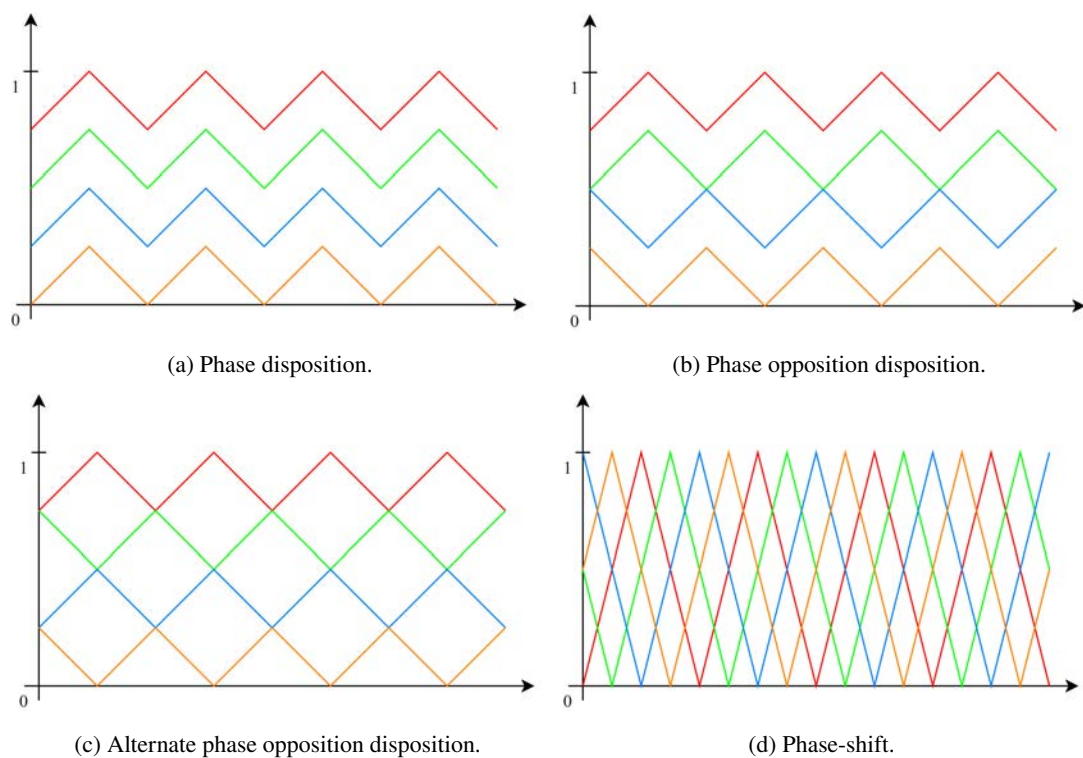 1
0
(a) Phase disposition.
1
0
(b) Phase opposition disposition.
1
0
(c) Alternate phase opposition disposition.
1
0
(d) Phase-shift.